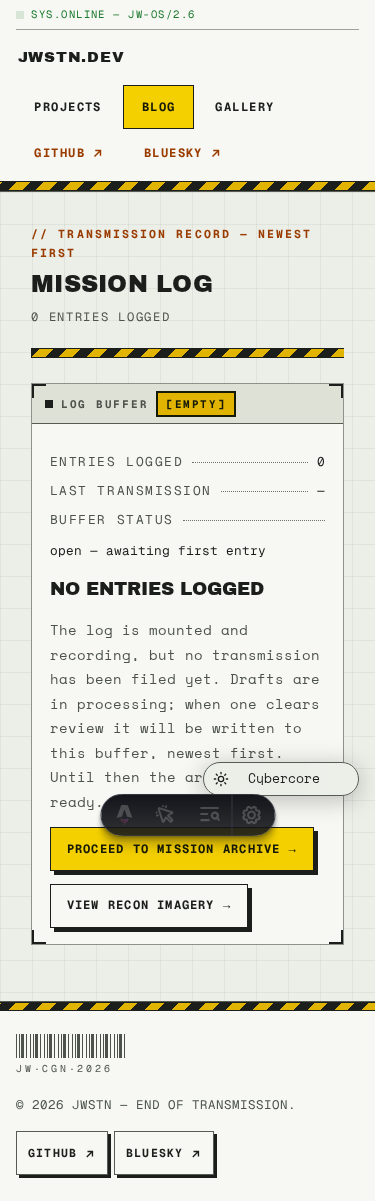 SYS.ONLINE — JW-OS/2.6
JWSTN.DEV
PROJECTS BLOG GALLERY
GITHUB ↗ BLUESKY ↗
// TRANSMISSION RECORD — NEWEST
FIRST
MISSION LOG
0 ENTRIES LOGGED
LOG BUFFER [EMPTY]
ENTRIES LOGGED 0
LAST TRANSMISSION —
BUFFER STATUS
open — awaiting first entry
NO ENTRIES LOGGED
The log is mounted and
recording, but no transmission
has been filed yet. Drafts are
in processing; when one clears
review it will be written to
this buffer, newest first.
Until then the
Cybercore
ready.
PROCEED TO MISSION ARCHIVE →
VIEW RECON IMAGERY →
JW·CGN·2026
© 2026 JWSTN — END OF TRANSMISSION.
GITHUB ↗ BLUESKY ↗